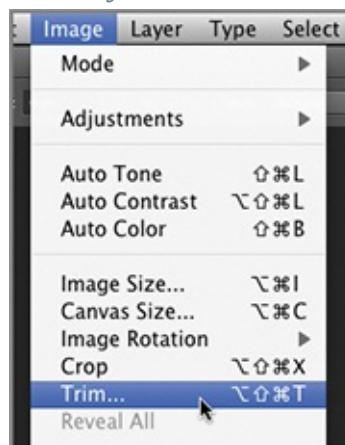 Image Layer Type Select
Mode ▶
Adjustments ▶
Auto Tone ⇧⌘L
Auto Contrast ⌥⇧⌘L
Auto Color ⇧⌘B
Image Size... ⌥⌘I
Canvas Size... ⌥⌘C
Image Rotation ▶
Crop ⌥⇧⌘X
Trim... ⌥⇧⌘T
Reveal All